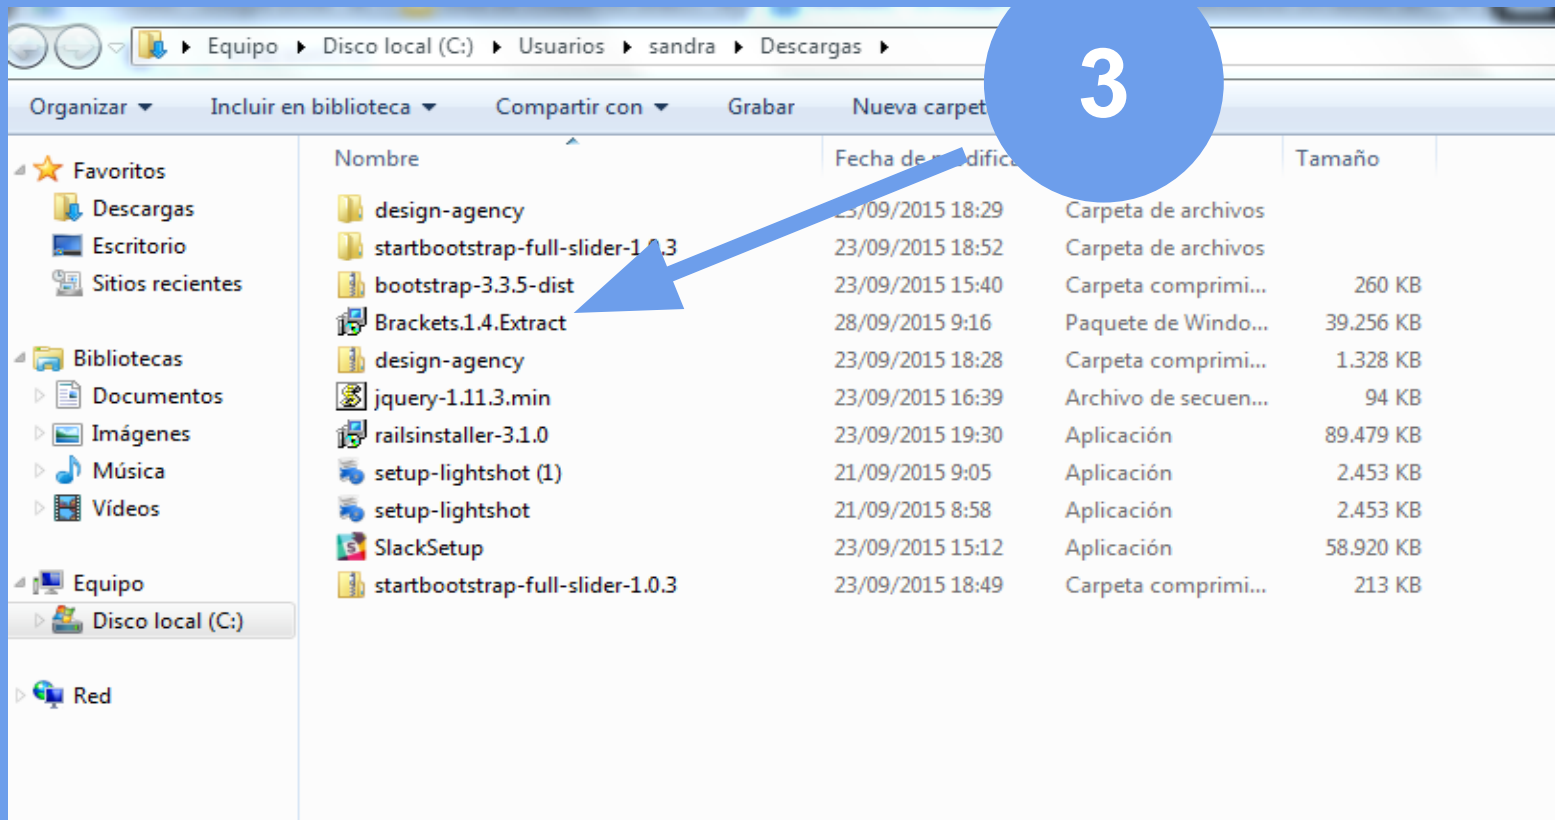 Equipo Disco local (C:) Usuarios sandra Descargas
3
Organizar Incluir en biblioteca Compartir con Grabar Nueva
Nombre Fecha de Tamaño
Favoritos
Descargas
Escritorio
Sitios recientes
Bibliotecas
Documentos
Imágenes
Música
Vídeos
Equipo
Disco local (C:)
Red
design-agency 23/09/2015 18:29 Carpeta de archivos
startbootstrap-full-slider-1.0.3 23/09/2015 18:52 Carpeta de archivos
bootstrap-3.3.5-dist 23/09/2015 15:40 Carpeta comprimi... 260 KB
Brackets.1.4.Extract 28/09/2015 9:16 Paquete de Windo... 39.256 KB
design-agency 23/09/2015 18:28 Carpeta comprimi... 1.328 KB
jquery-1.11.3.min 23/09/2015 16:39 Archivo de secuen... 94 KB
railsinstaller-3.1.0 23/09/2015 19:30 Aplicación 89.479 KB
setup-lightshot (1) 21/09/2015 9:05 Aplicación 2.453 KB
setup-lightshot 21/09/2015 8:58 Aplicación 2.453 KB
SlackSetup 23/09/2015 15:12 Aplicación 58.920 KB
startbootstrap-full-slider-1.0.3 23/09/2015 18:49 Carpeta comprimi... 213 KB